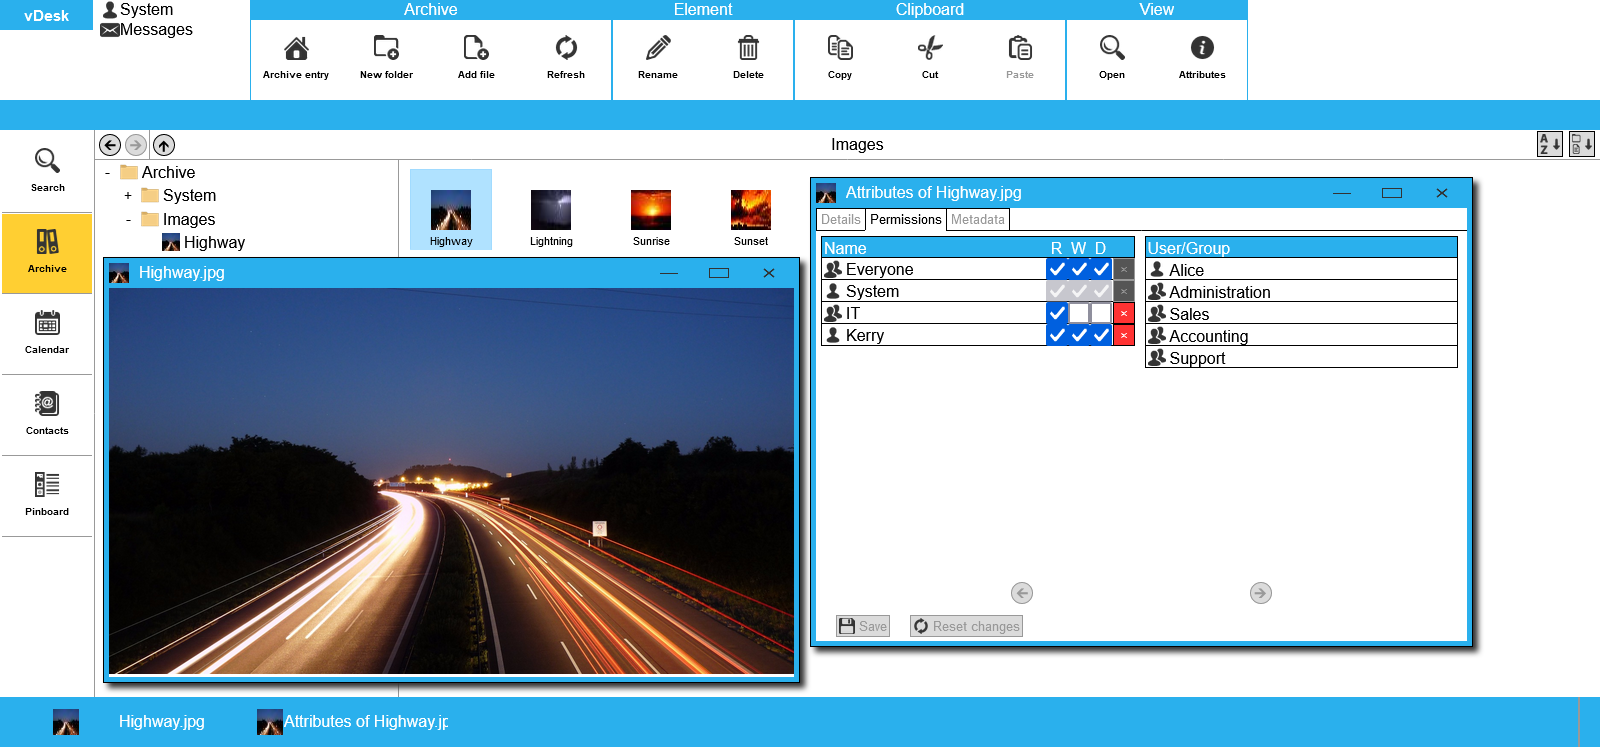 vDesk
System
Messages
Archive
Element
Clipboard
View
Archive entry
New folder
Add file
Refresh
Rename
Delete
Copy
Cut
Paste
Open
Attributes
Images
A
Z
Search
Archive
Calendar
Contacts
Pinboard
- Archive
+ System
- Images
Highway
Highway
Lightning
Sunrise
Sunset
Highway.jpg
Attributes of Highway.jpg
Details
Permissions
Metadata
Name R W D
Everyone
System
IT
Kerry
User/Group
Alice
Administration
Sales
Accounting
Support
Save
Reset changes
Highway.jpg
Attributes of Highway.jp